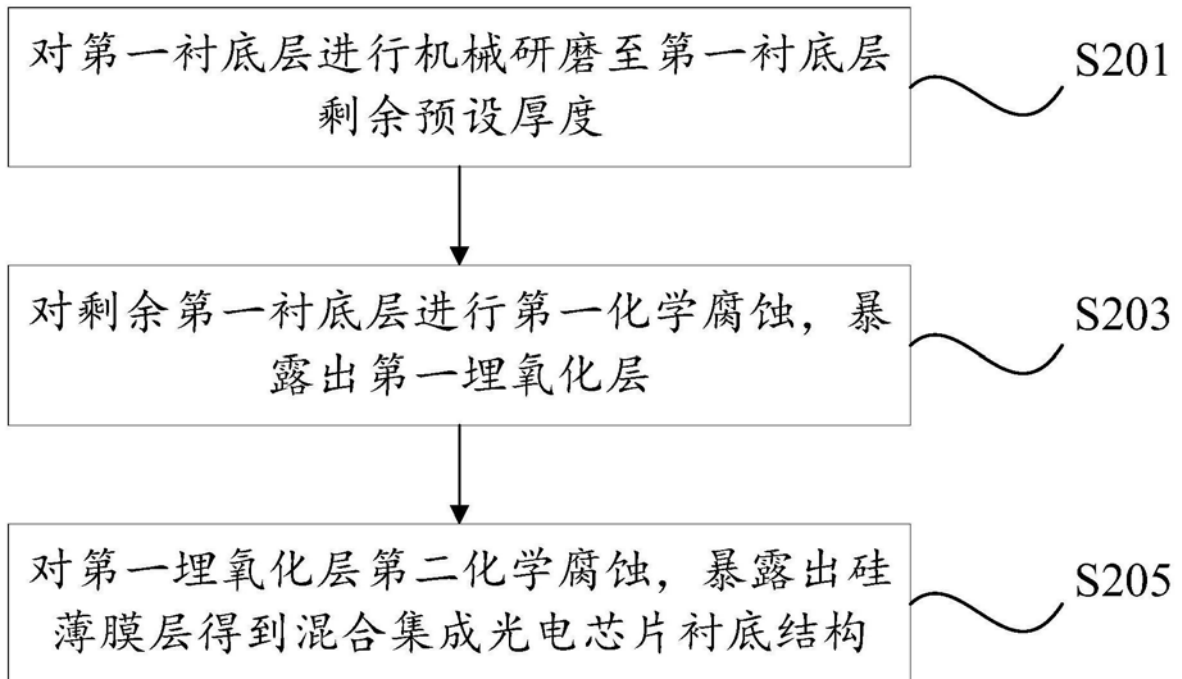 对第一衬底层进行机械研磨至第一衬底层
剩余预设厚度
S201
对剩余第一衬底层进行第一化学腐蚀，暴
露出第一埋氧化层
S203
对第一埋氧化层第二化学腐蚀，暴露出硅
薄膜层得到混合集成光电芯片衬底结构
S205